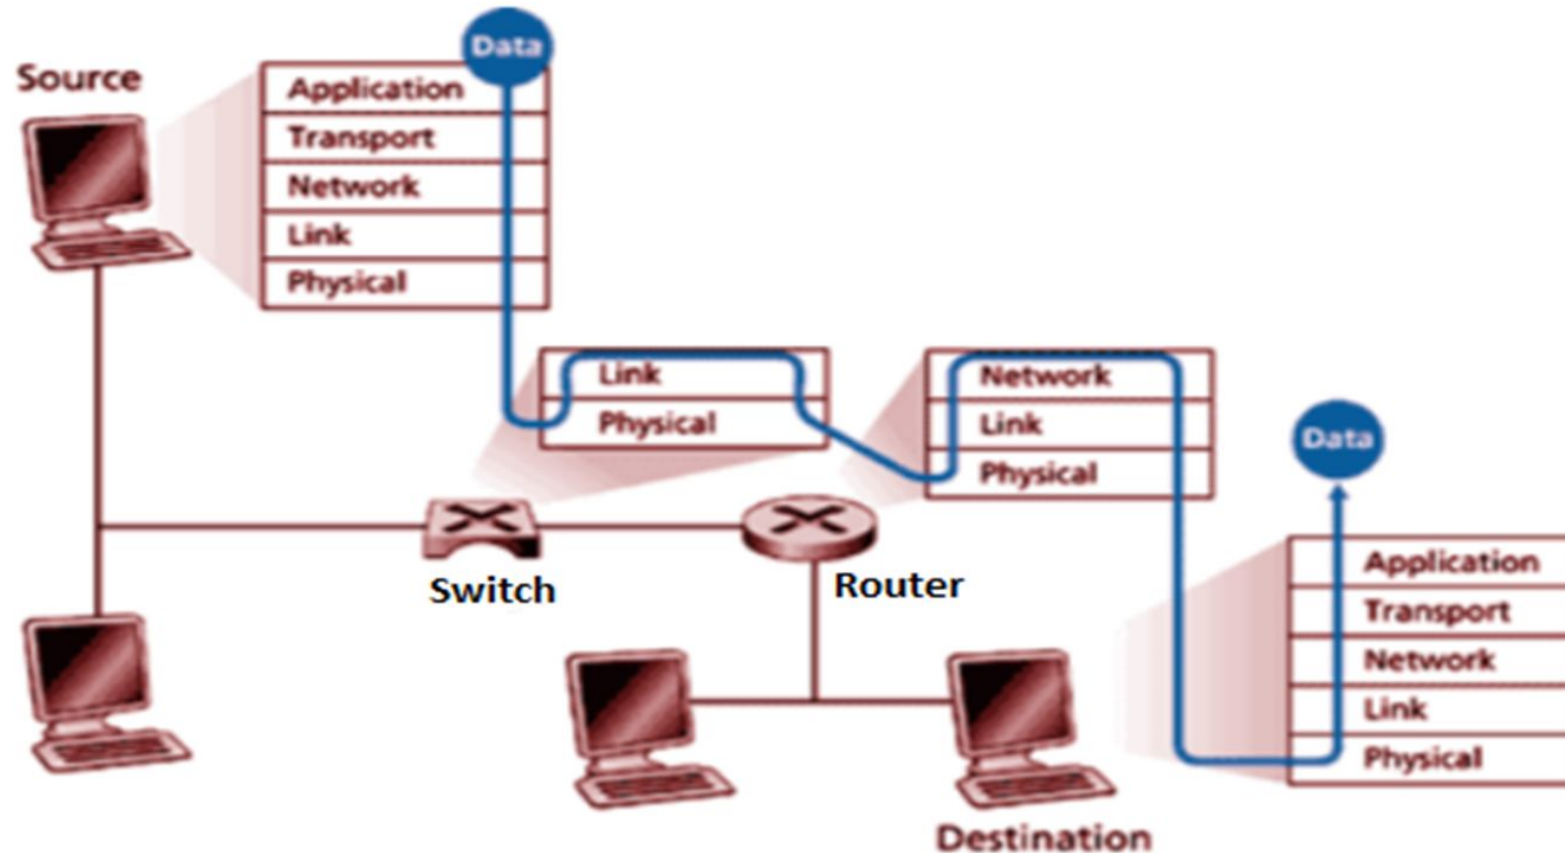 Data
Source
Application
Transport
Network
Link
Physical
Link
Physical
Network
Link
Physical
Data
Switch
Router
Application
Transport
Network
Link
Physical
Destination